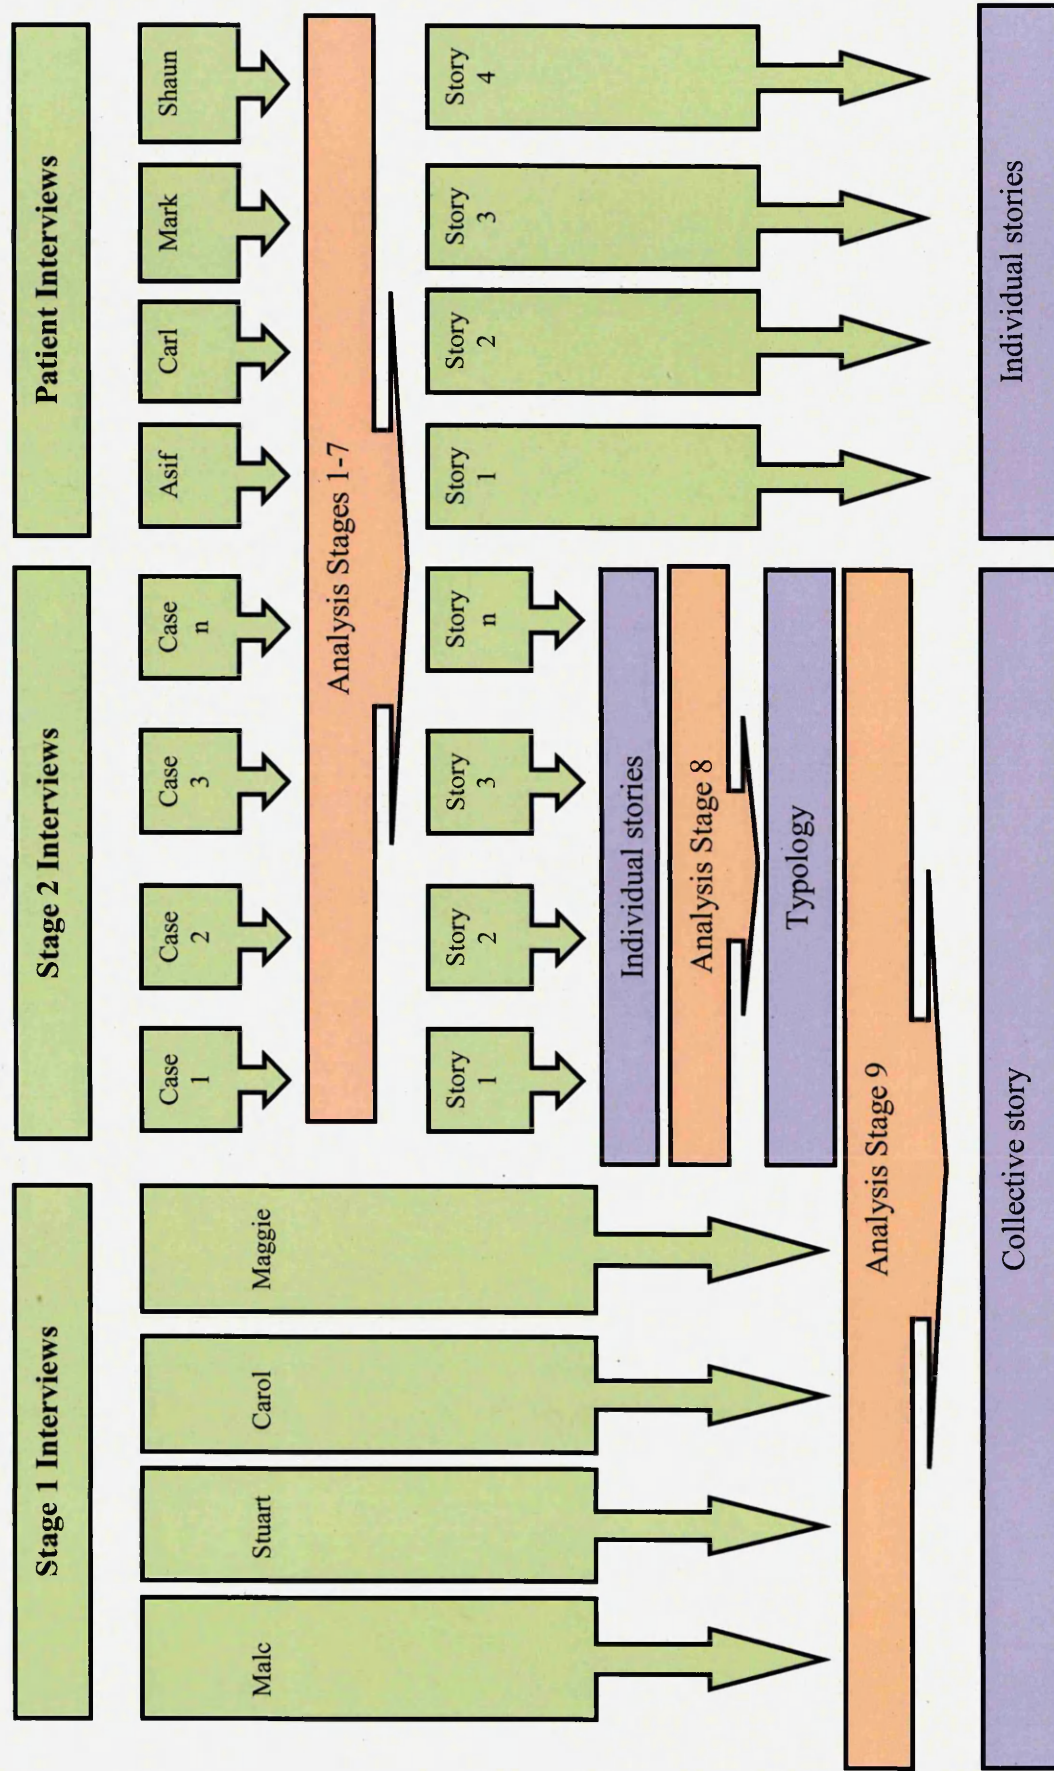 Stage 1 Interviews
Stage 2 Interviews
Patient Interviews
Malc
Stuart
Carol
Maggie
Case
1
Case
2
Case
3
Case
n
Asif
Carl
Mark
Shaun
Analysis Stages 1-7
Story
1
Story
2
Story
3
Story
n
Story
1
Story
2
Story
3
Story
4
Individual stories
Analysis Stage 8
Typology
Analysis Stage 9
Collective story
Individual stories